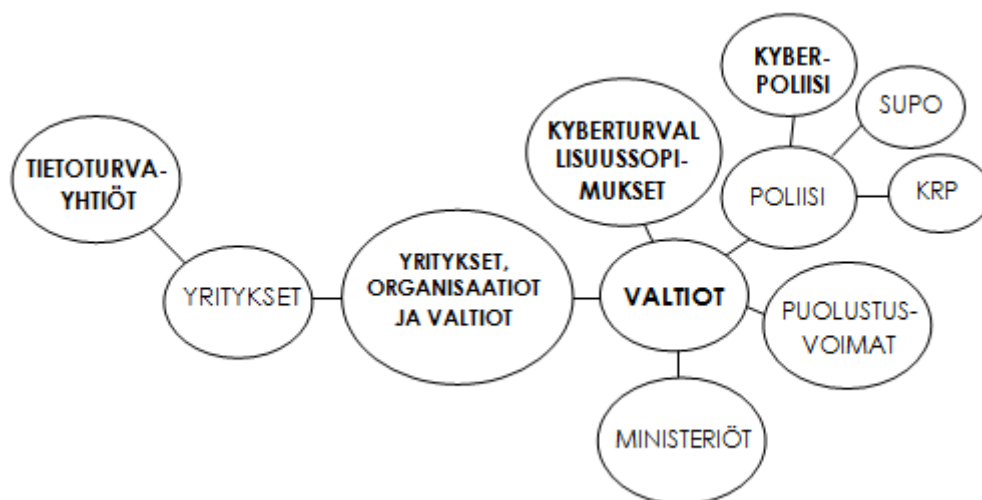 KYBER-
POLIISI
SUPO
KYBERTURVAL
LISUUSSOPI-
MUKSET
TIETOTURVA-
YHTIÖT
POLIISI
KRP
YRITYKSET,
ORGANISAATIOT
JA VALTIOT
YRITYKSET
VALTIOT
PUOLUSTUS-
VOIMAT
MINISTERIÖT